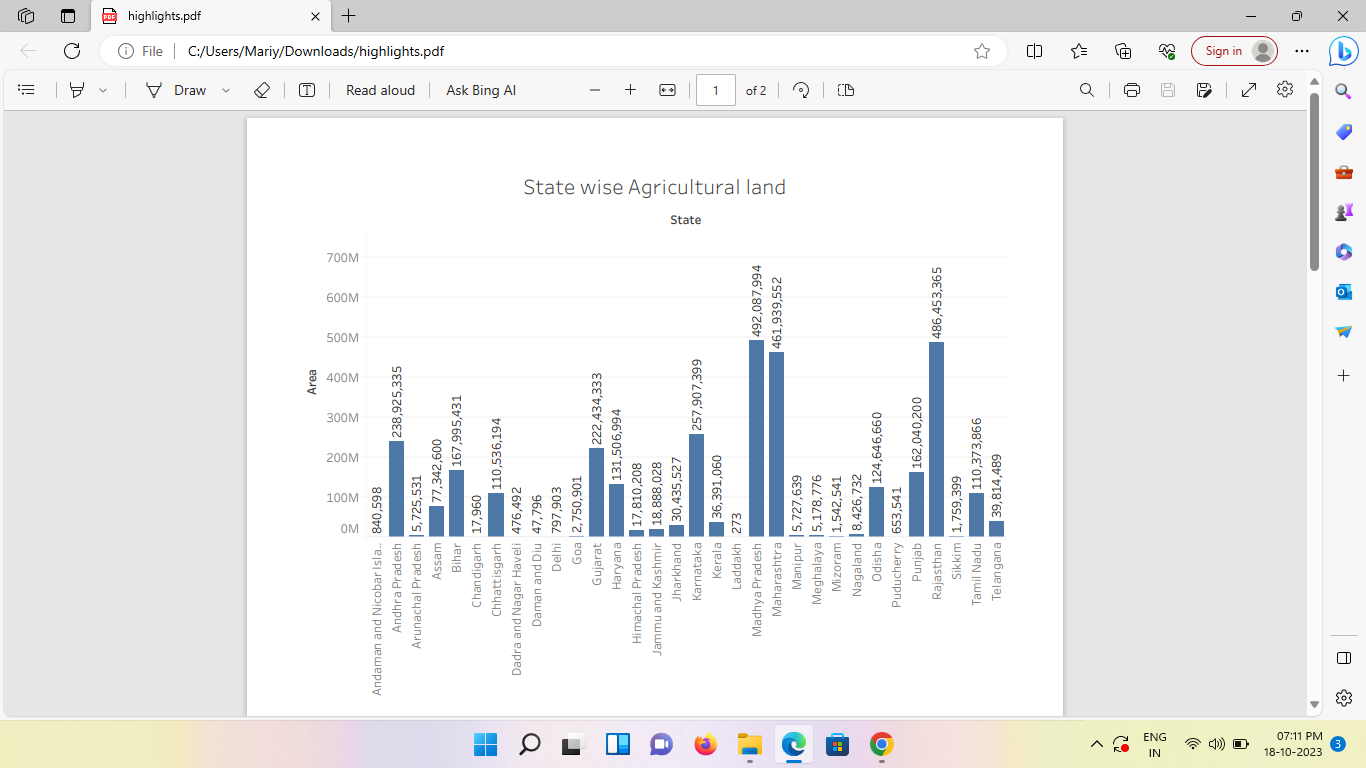 highlights.pdf
File
C:/Users/Mariy/Downloads/highlights.pdf
Sign in
Draw
Read aloud
Ask Bing AI
1
of 2
State wise Agricultural land
State
Area
700M
600M
500M
400M
300M
200M
100M
0M
840,598
238,925,335
5,725,531
77,342,600
167,995,431
17,960
110,536,194
476,492
47,796
797,903
2,750,901
222,434,333
131,506,994
17,810,208
18,888,028
30,435,527
257,907,399
36,391,060
273
492,087,994
461,939,552
5,727,639
5,178,776
1,542,541
8,426,732
124,646,660
653,541
162,040,200
486,453,365
1,759,399
110,373,866
39,814,489
Andaman and Nicobar Isla..
Andhra Pradesh
Arunachal Pradesh
Assam
Bihar
Chandigarh
Chhattisgarh
Dadra and Nagar Haveli
Daman and Diu
Delhi
Goa
Gujarat
Haryana
Himachal Pradesh
Jammu and Kashmir
Jharkhand
Karnataka
Kerala
Laddakh
Madhya Pradesh
Maharashtra
Manipur
Meghalaya
Mizoram
Nagaland
Odisha
Puducherry
Punjab
Rajasthan
Sikkim
Tamil Nadu
Telangana
ENG
IN
07:11 PM
18-10-2023
3